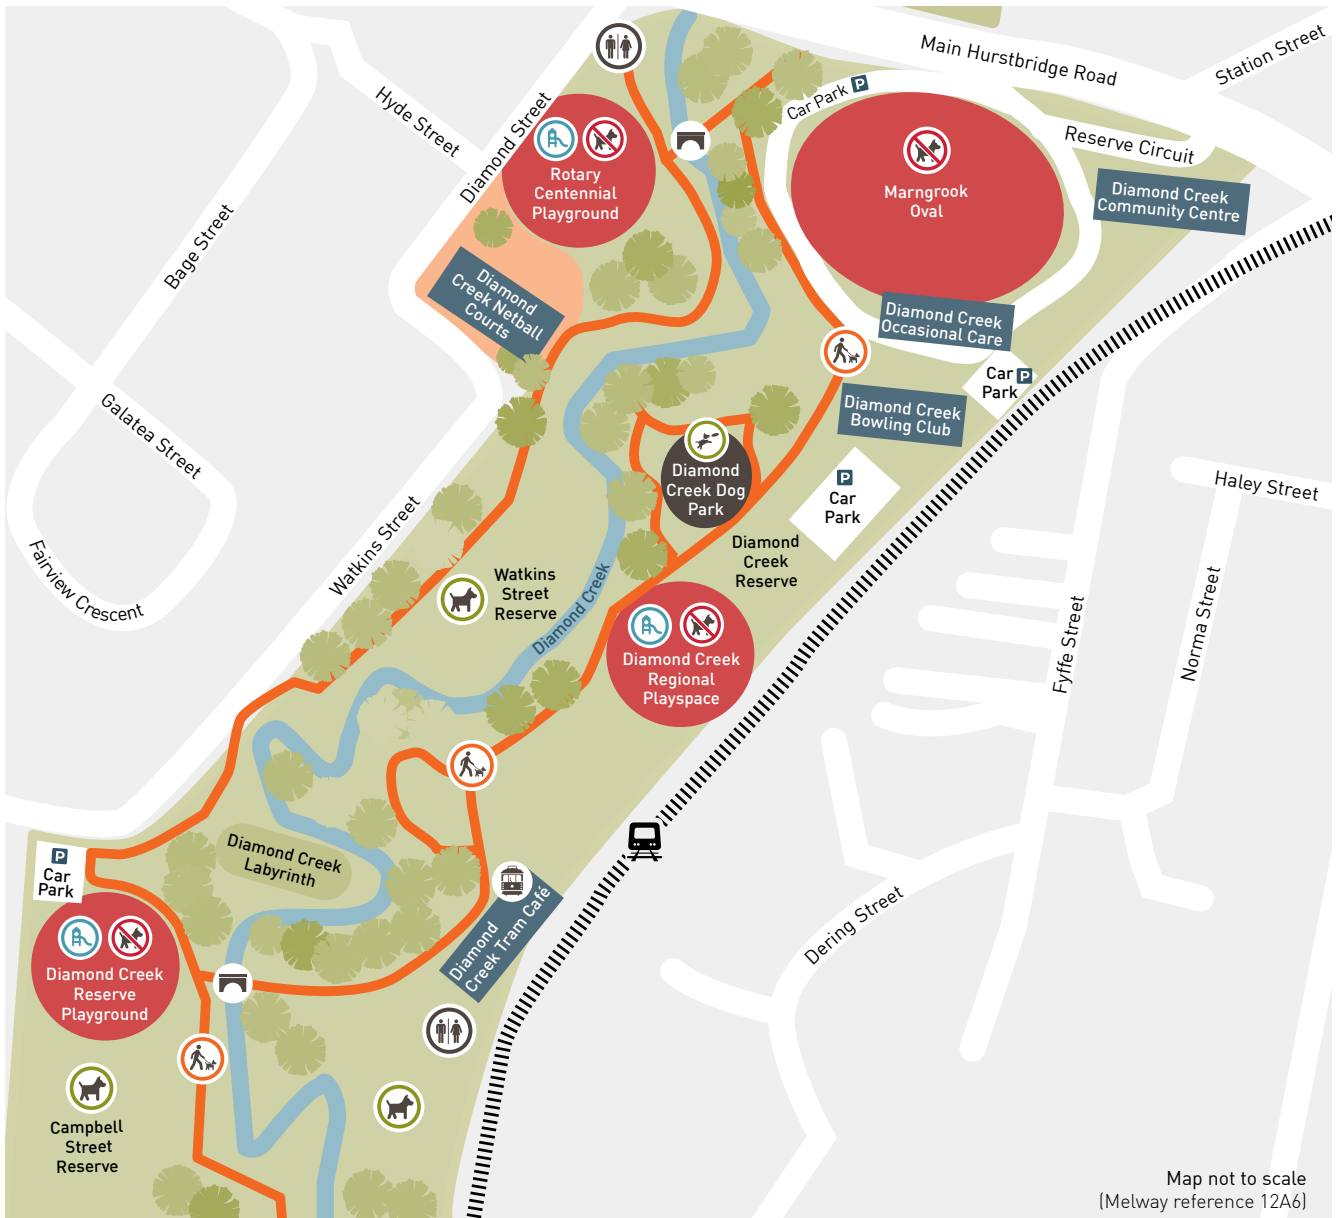 Main Hurstbridge Road
Station Street
Hyde Street
Diamond Street
Car Park P
Reserve Circuit
Rotary
Centennial
Playground
Marngrook
Oval
Diamond Creek
Community Centre
Bage Street
Diamond
Creek Netball
Courts
Diamond Creek
Occasional Care
Car P
Park
Diamond Creek
Bowling Club
Galatea Street
Diamond
Creek Dog
Park
P
Car
Park
Haley Street
Watkins Street
Fairview Crescent
Diamond
Creek
Reserve
Watkins
Street
Reserve
Diamond Creek
Fyffe Street
Norma Street
Diamond Creek
Regional
Playspace
Diamond Creek
Labyrinth
P
Car
Park
Dering Street
Diamond
Creek Tram Café
Diamond Creek
Reserve
Playground
Campbell
Street
Reserve
Map not to scale
(Melway reference 12A6)